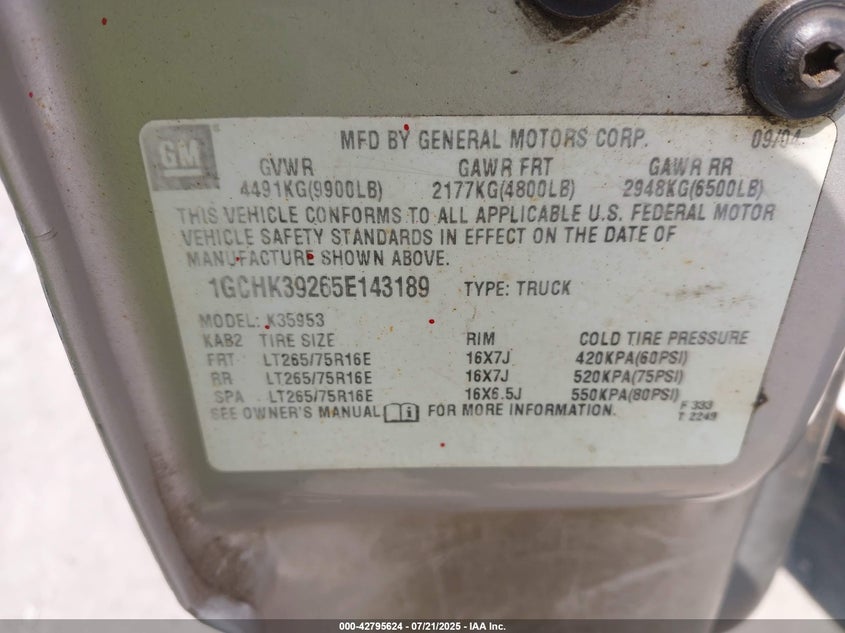 GM
MFD BY GENERAL MOTORS CORP. 09/04
GVWR GAWR FRT GAWR RR
4491KG(9900LB) 2177KG(4800LB) 2948KG(6500LB)
THIS VEHICLE CONFORMS TO ALL APPLICABLE U.S. FEDERAL MOTOR
VEHICLE SAFETY STANDARDS IN EFFECT ON THE DATE OF
MANUFACTURE SHOWN ABOVE.
1GCHK39265E143189 TYPE: TRUCK
MODEL: K35953
KAB2 TIRE SIZE RIM COLD TIRE PRESSURE
FRT LT265/75R16E 16X7J 420KPA(60PSI)
RR LT265/75R16E 16X7J 520KPA(75PSI)
SPA LT265/75R16E 16X6.5J 550KPA(80PSI)
SEE OWNER'S MANUAL i FOR MORE INFORMATION.
F 333
T 2249
000-42795624 / 07/21/2025 - IAA Inc.